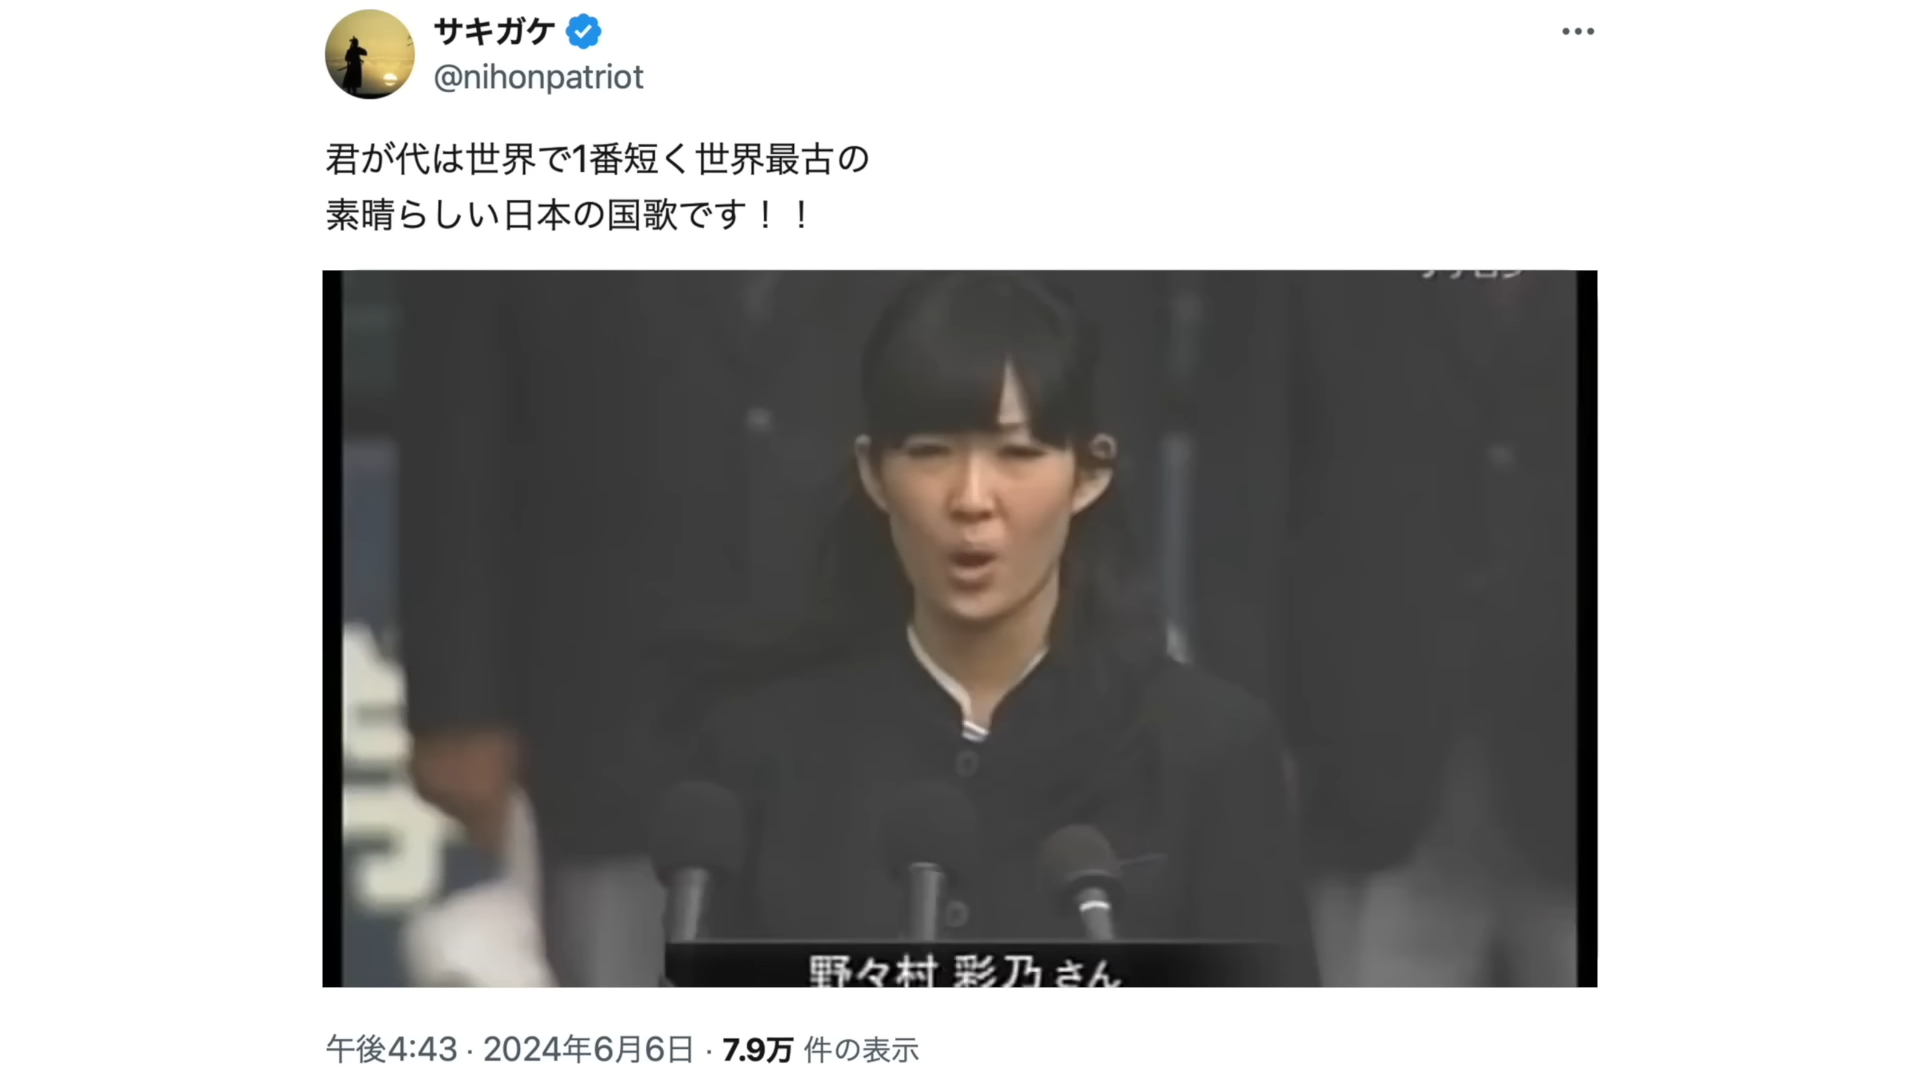 サキガケ
@nihonpatriot
君が代は世界で1番短く世界最古の
素晴らしい日本の国歌です！！
野々村 彩乃さん
午後4:43 · 2024年6月6日 · 7.9万 件の表示